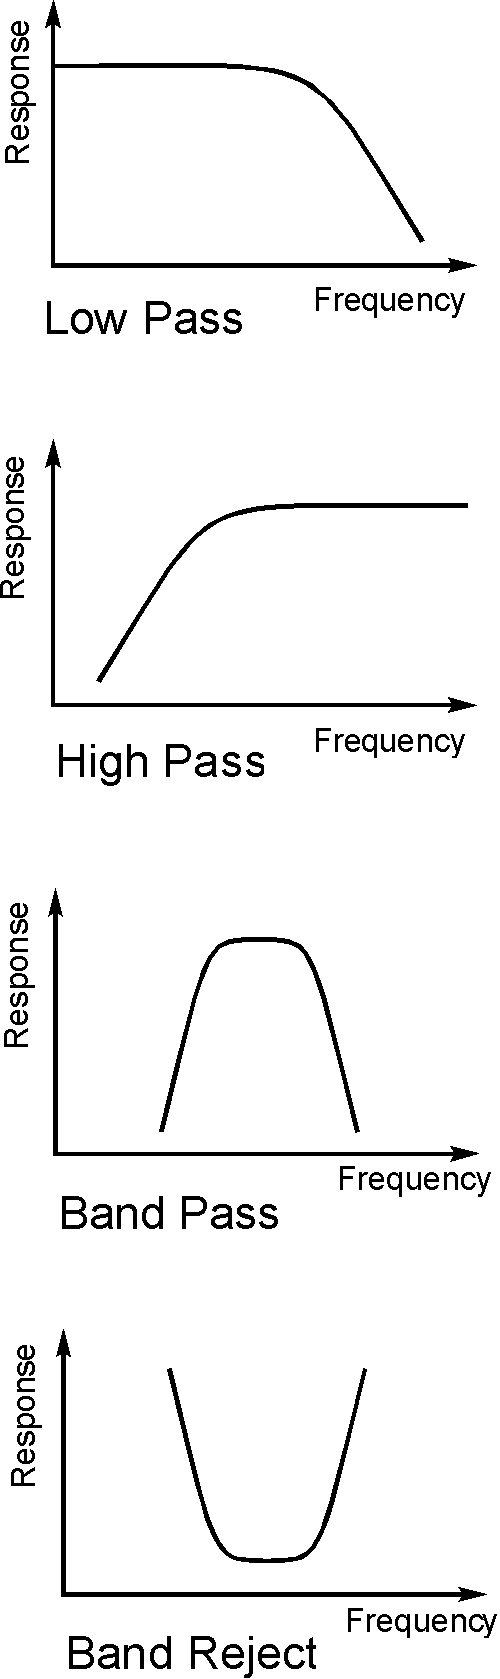 Response
Frequency
Low Pass
Response
Frequency
High Pass
Response
Frequency
Band Pass
Response
Frequency
Band Reject